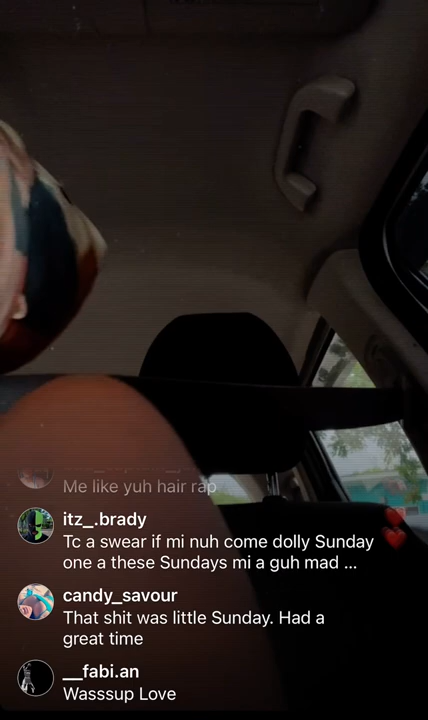 Me like yuh hair rap
itz_.brady
Tc a swear if mi nuh come dolly Sunday
one a these Sundays mi a guh mad ...
candy_savour
That shit was little Sunday. Had a
great time
__fabi.an
Wasssup Love